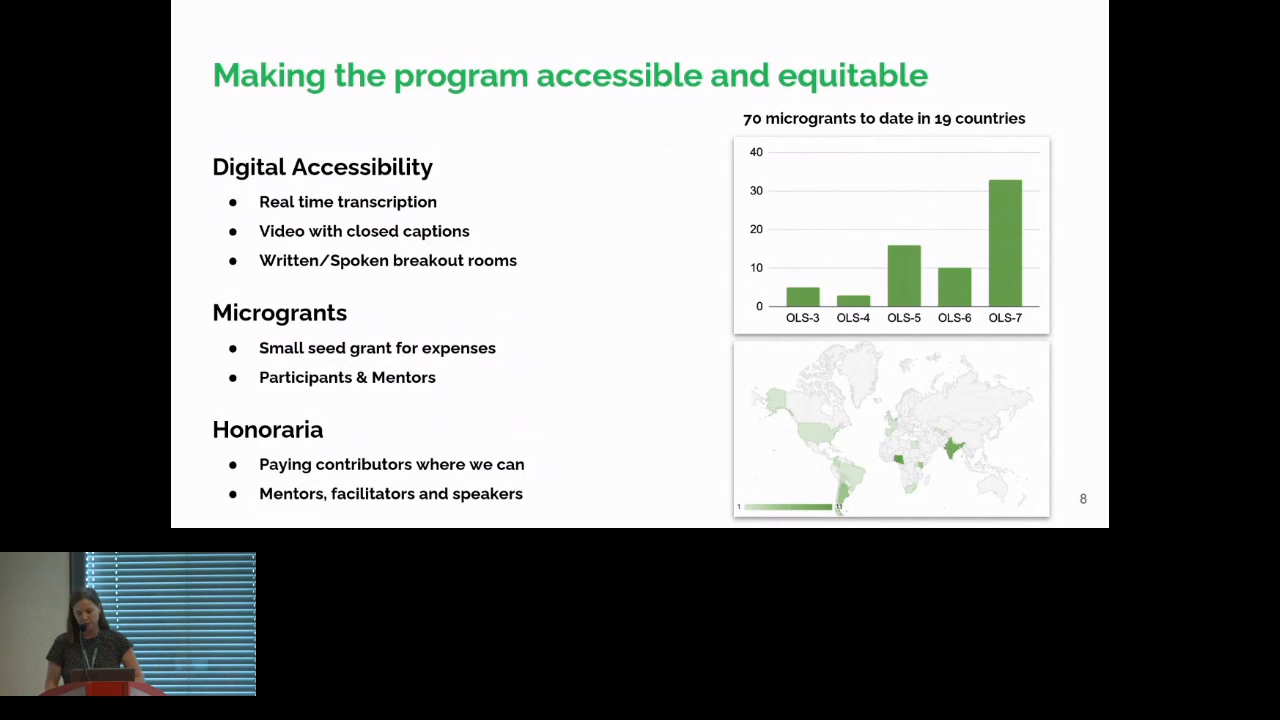 Making the program accessible and equitable
Digital Accessibility
● Real time transcription
● Video with closed captions
● Written/Spoken breakout rooms
Microgrants
● Small seed grant for expenses
● Participants & Mentors
Honoraria
● Paying contributors where we can
● Mentors, facilitators and speakers
70 microgrants to date in 19 countries
40
30
20
10
0
OLS-3 OLS-4 OLS-5 OLS-6 OLS-7
1 11
8